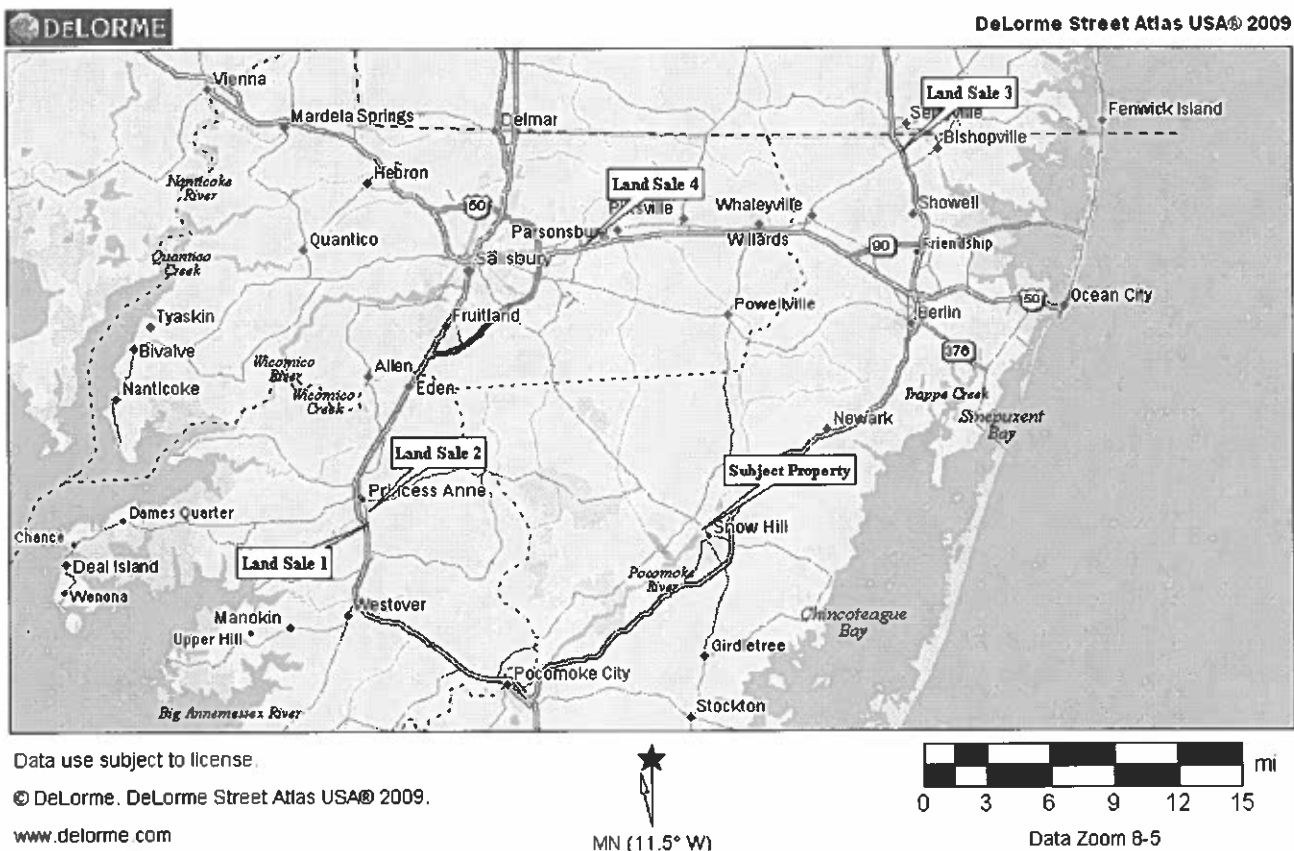 DELORME
DeLorme Street Atlas USA® 2009
Vienna
Land Sale 3
Fenwick Island
Mardela Springs
Delmar
Bishopville
Nanticoke River
Hebron
Land Sale 4
60
Whaleyville
Showell
Quantico
Parsonsburg
Willards
90
Friendship
Quantico Creek
Salisbury
50
Ocean City
Tyaskin
Fruitland
Powellville
Berlin
Bivalve
376
Wicomico River
Allen
Wicomico Creek
Eden
Trappe Creek
Nanticoke
Newark
Sinepuxent Bay
Land Sale 2
Subject Property
Princess Anne
Dames Quarter
Snow Hill
Chance
Land Sale 1
Deal Island
Pocomoke River
Wenona
Westover
Manokin
Chincoteague Bay
Upper Hill
Girdletree
Pocomoke City
Big Annemessex River
Stockton
Data use subject to license.
© DeLorme. DeLorme Street Atlas USA® 2009.
www.delorme.com
MN (11.5° W)
mi
0 3 6 9 12 15
Data Zoom 8-5